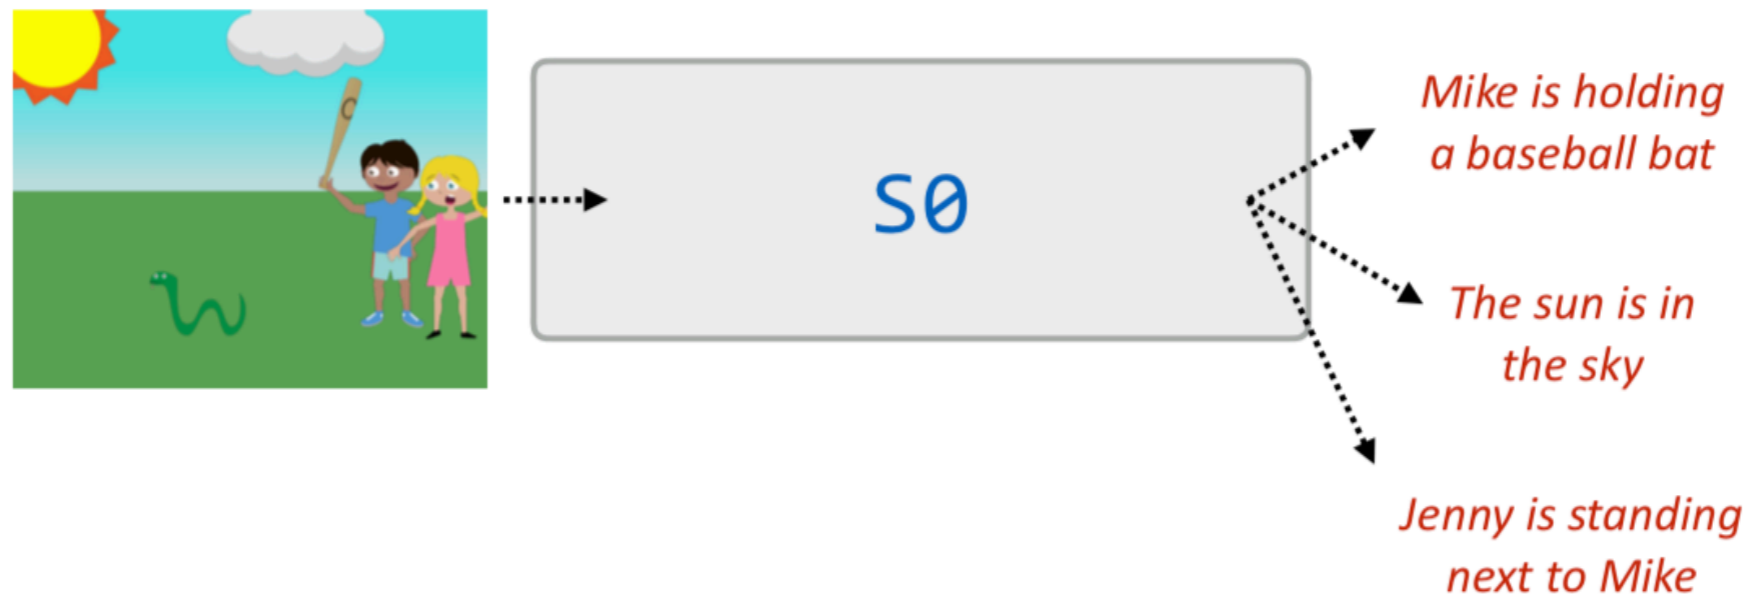 C
S0
Mike is holding
a baseball bat
The sun is in
the sky
Jenny is standing
next to Mike